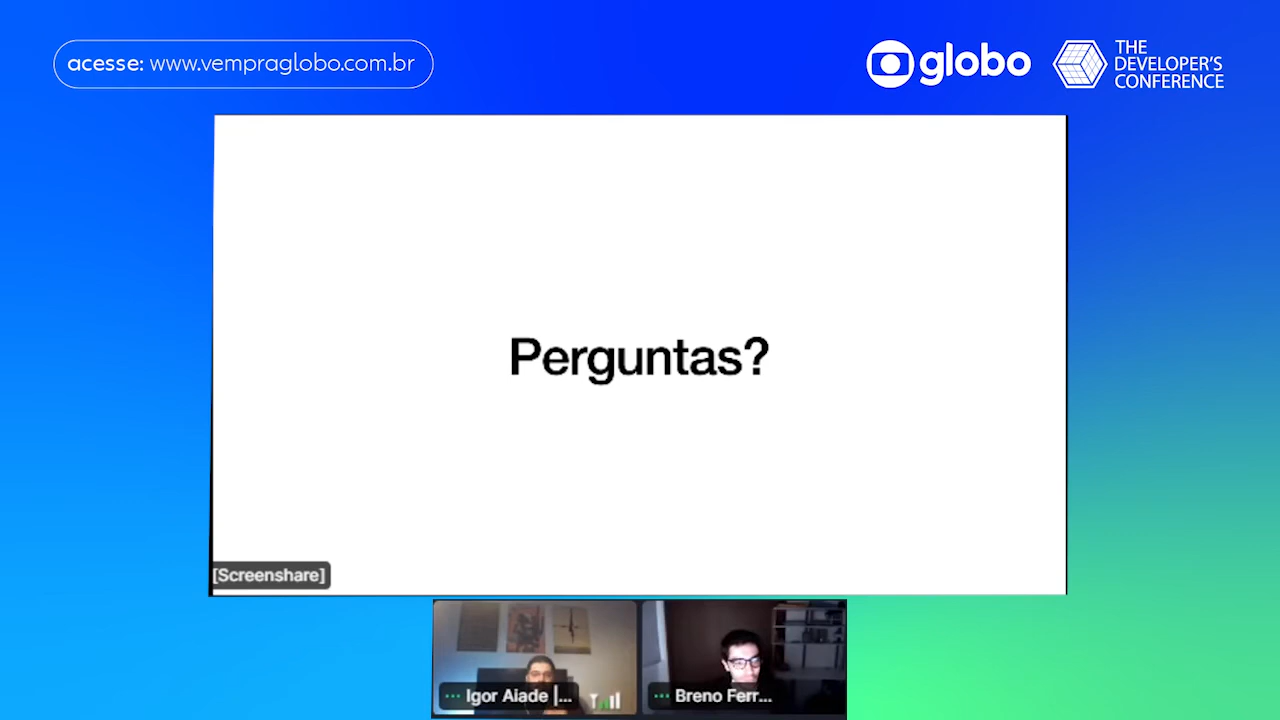 acesse: www.vempraglobo.com.br
globo
THE
DEVELOPER'S
CONFERENCE
Perguntas?
[Screenshare]
Igor Aiade |...
Breno Ferr...